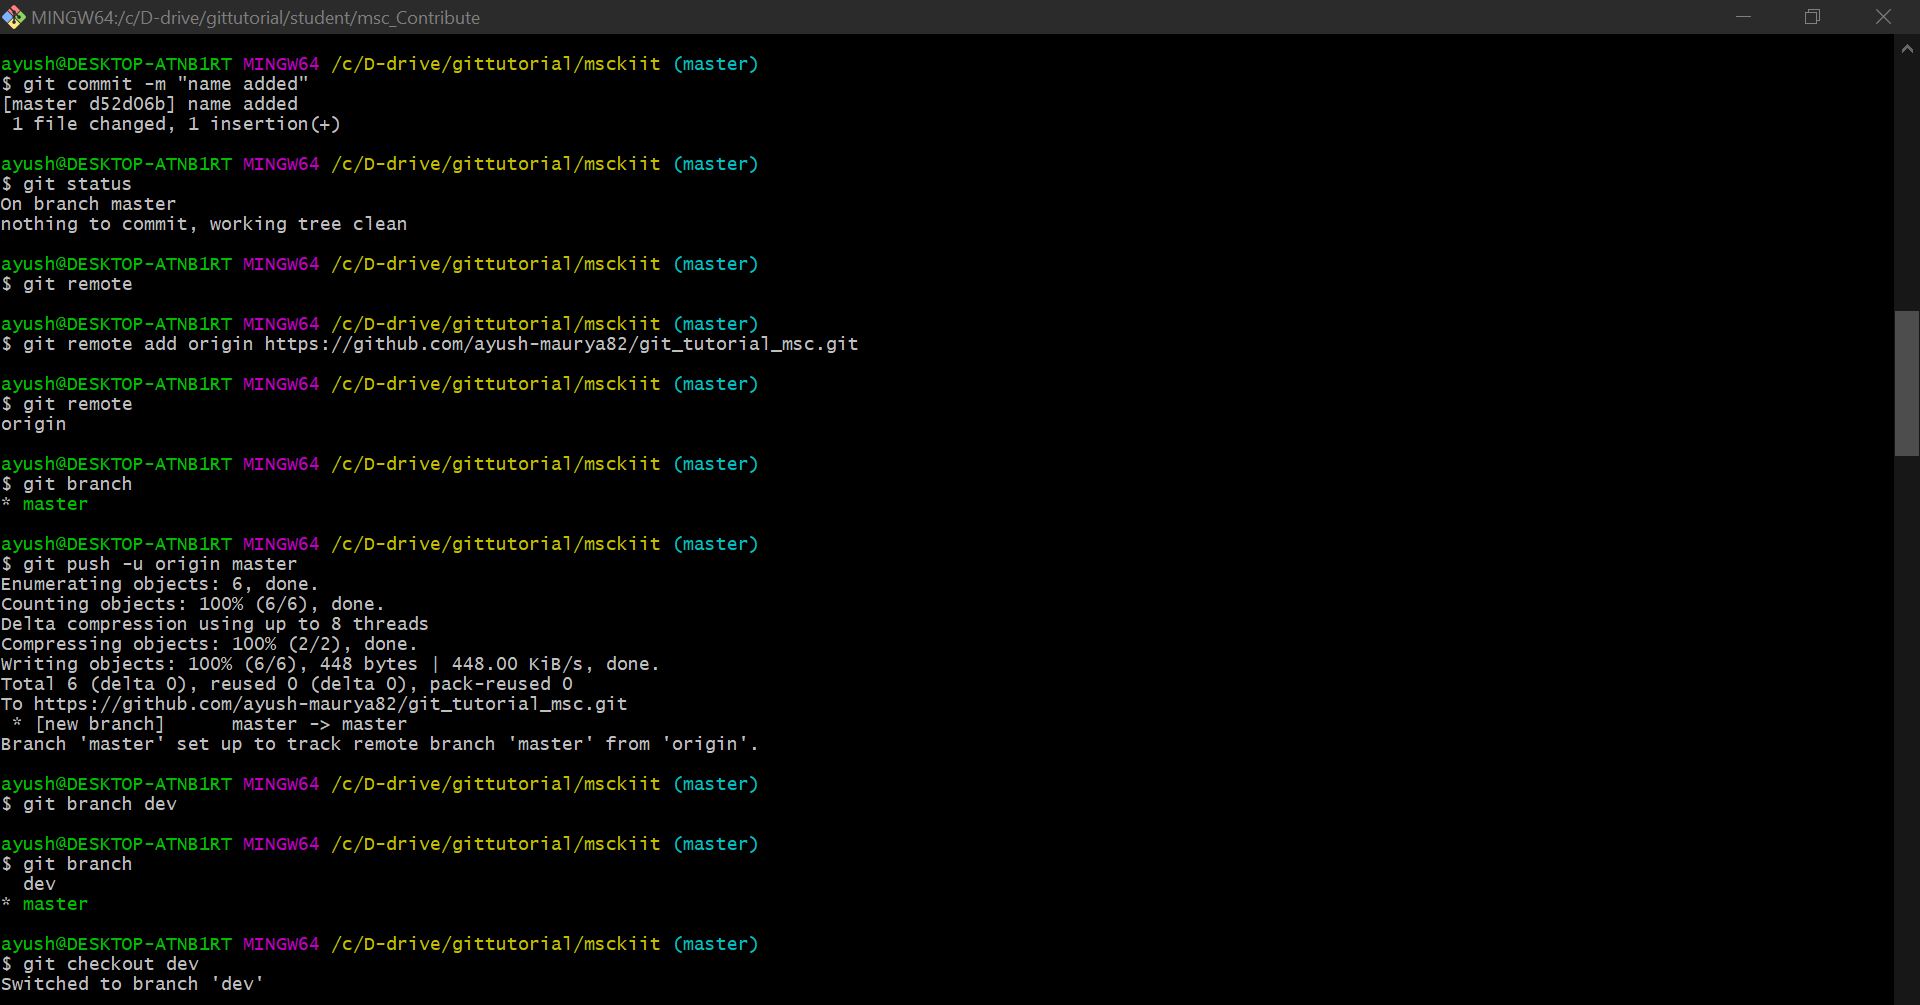 MINGW64:/c/D-drive/gittutorial/student/msc_Contribute
ayush@DESKTOP-ATNB1RT MINGW64 /c/D-drive/gittutorial/msckiit (master)
$ git commit -m "name added"
[master d52d06b] name added
 1 file changed, 1 insertion(+)

ayush@DESKTOP-ATNB1RT MINGW64 /c/D-drive/gittutorial/msckiit (master)
$ git status
On branch master
nothing to commit, working tree clean

ayush@DESKTOP-ATNB1RT MINGW64 /c/D-drive/gittutorial/msckiit (master)
$ git remote

ayush@DESKTOP-ATNB1RT MINGW64 /c/D-drive/gittutorial/msckiit (master)
$ git remote add origin https://github.com/ayush-maurya82/git_tutorial_msc.git

ayush@DESKTOP-ATNB1RT MINGW64 /c/D-drive/gittutorial/msckiit (master)
$ git remote
origin

ayush@DESKTOP-ATNB1RT MINGW64 /c/D-drive/gittutorial/msckiit (master)
$ git branch
* master

ayush@DESKTOP-ATNB1RT MINGW64 /c/D-drive/gittutorial/msckiit (master)
$ git push -u origin master
Enumerating objects: 6, done.
Counting objects: 100% (6/6), done.
Delta compression using up to 8 threads
Compressing objects: 100% (2/2), done.
Writing objects: 100% (6/6), 448 bytes | 448.00 KiB/s, done.
Total 6 (delta 0), reused 0 (delta 0), pack-reused 0
To https://github.com/ayush-maurya82/git_tutorial_msc.git
 * [new branch]      master -> master
Branch 'master' set up to track remote branch 'master' from 'origin'.

ayush@DESKTOP-ATNB1RT MINGW64 /c/D-drive/gittutorial/msckiit (master)
$ git branch dev

ayush@DESKTOP-ATNB1RT MINGW64 /c/D-drive/gittutorial/msckiit (master)
$ git branch
  dev
* master

ayush@DESKTOP-ATNB1RT MINGW64 /c/D-drive/gittutorial/msckiit (master)
$ git checkout dev
Switched to branch 'dev'